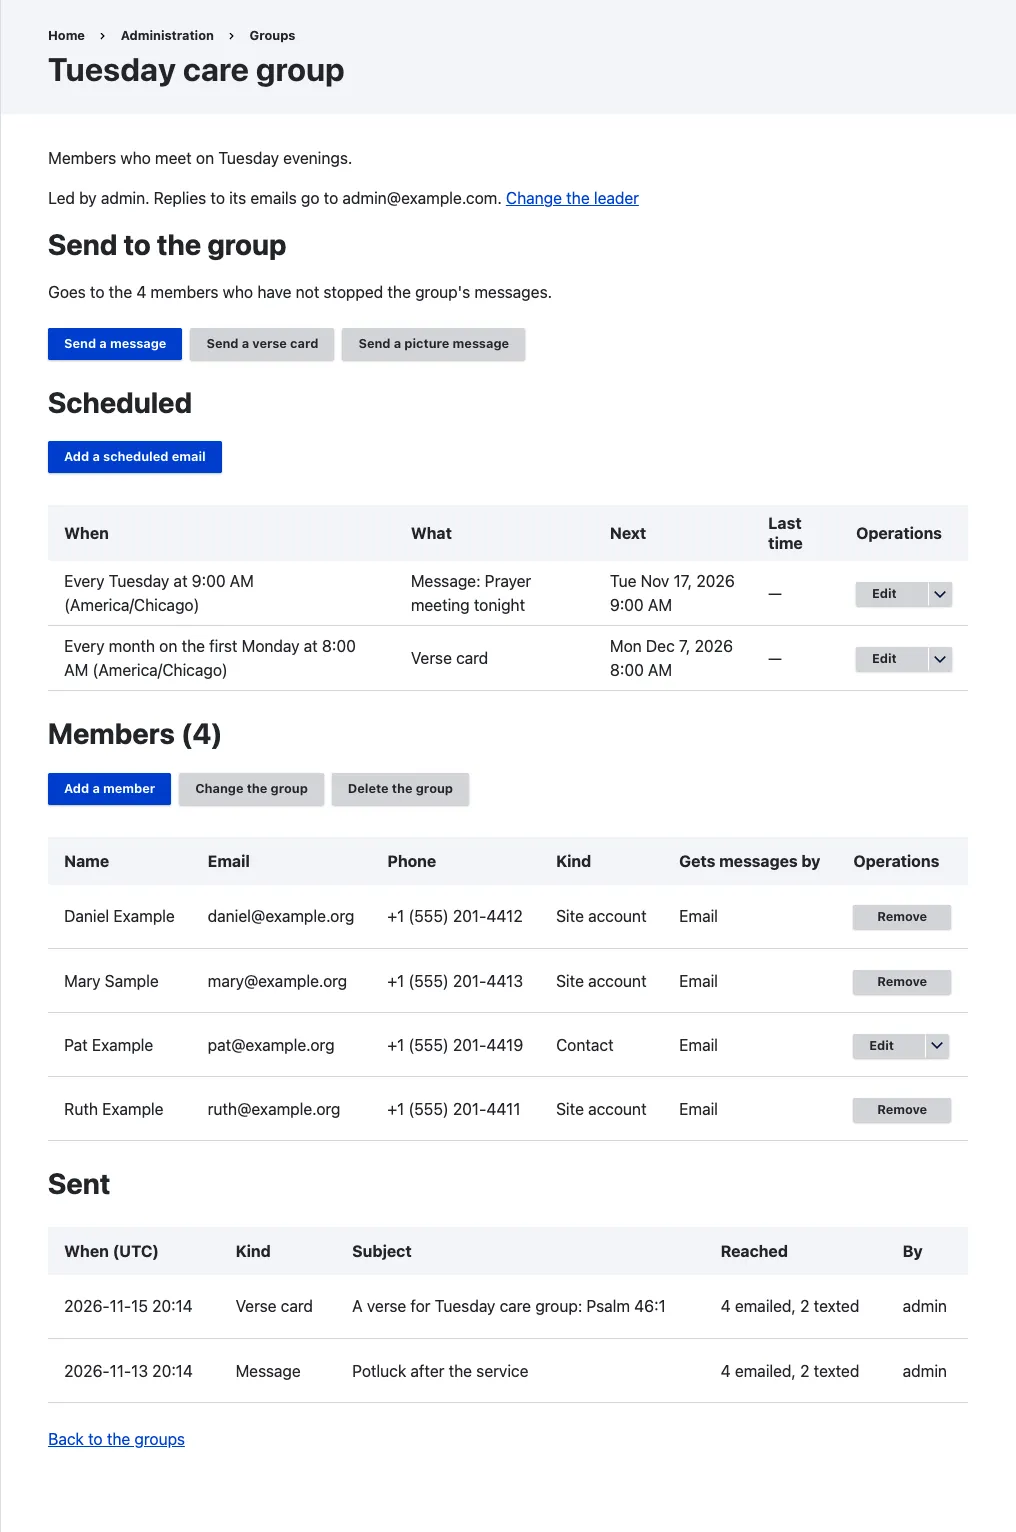 Home › Administration › Groups
Tuesday care group
Members who meet on Tuesday evenings.
Led by admin. Replies to its emails go to admin@example.com. Change the leader
Send to the group
Goes to the 4 members who have not stopped the group's messages.
Send a message Send a verse card Send a picture message
Scheduled
Add a scheduled email
When What Next Last time Operations
Every Tuesday at 9:00 AM (America/Chicago) Message: Prayer meeting tonight Tue Nov 17, 2026 9:00 AM — Edit
Every month on the first Monday at 8:00 AM (America/Chicago) Verse card Mon Dec 7, 2026 8:00 AM — Edit
Members (4)
Add a member Change the group Delete the group
Name Email Phone Kind Gets messages by Operations
Daniel Example daniel@example.org +1 (555) 201-4412 Site account Email Remove
Mary Sample mary@example.org +1 (555) 201-4413 Site account Email Remove
Pat Example pat@example.org +1 (555) 201-4419 Contact Email Edit
Ruth Example ruth@example.org +1 (555) 201-4411 Site account Email Remove
Sent
When (UTC) Kind Subject Reached By
2026-11-15 20:14 Verse card A verse for Tuesday care group: Psalm 46:1 4 emailed, 2 texted admin
2026-11-13 20:14 Message Potluck after the service 4 emailed, 2 texted admin
Back to the groups